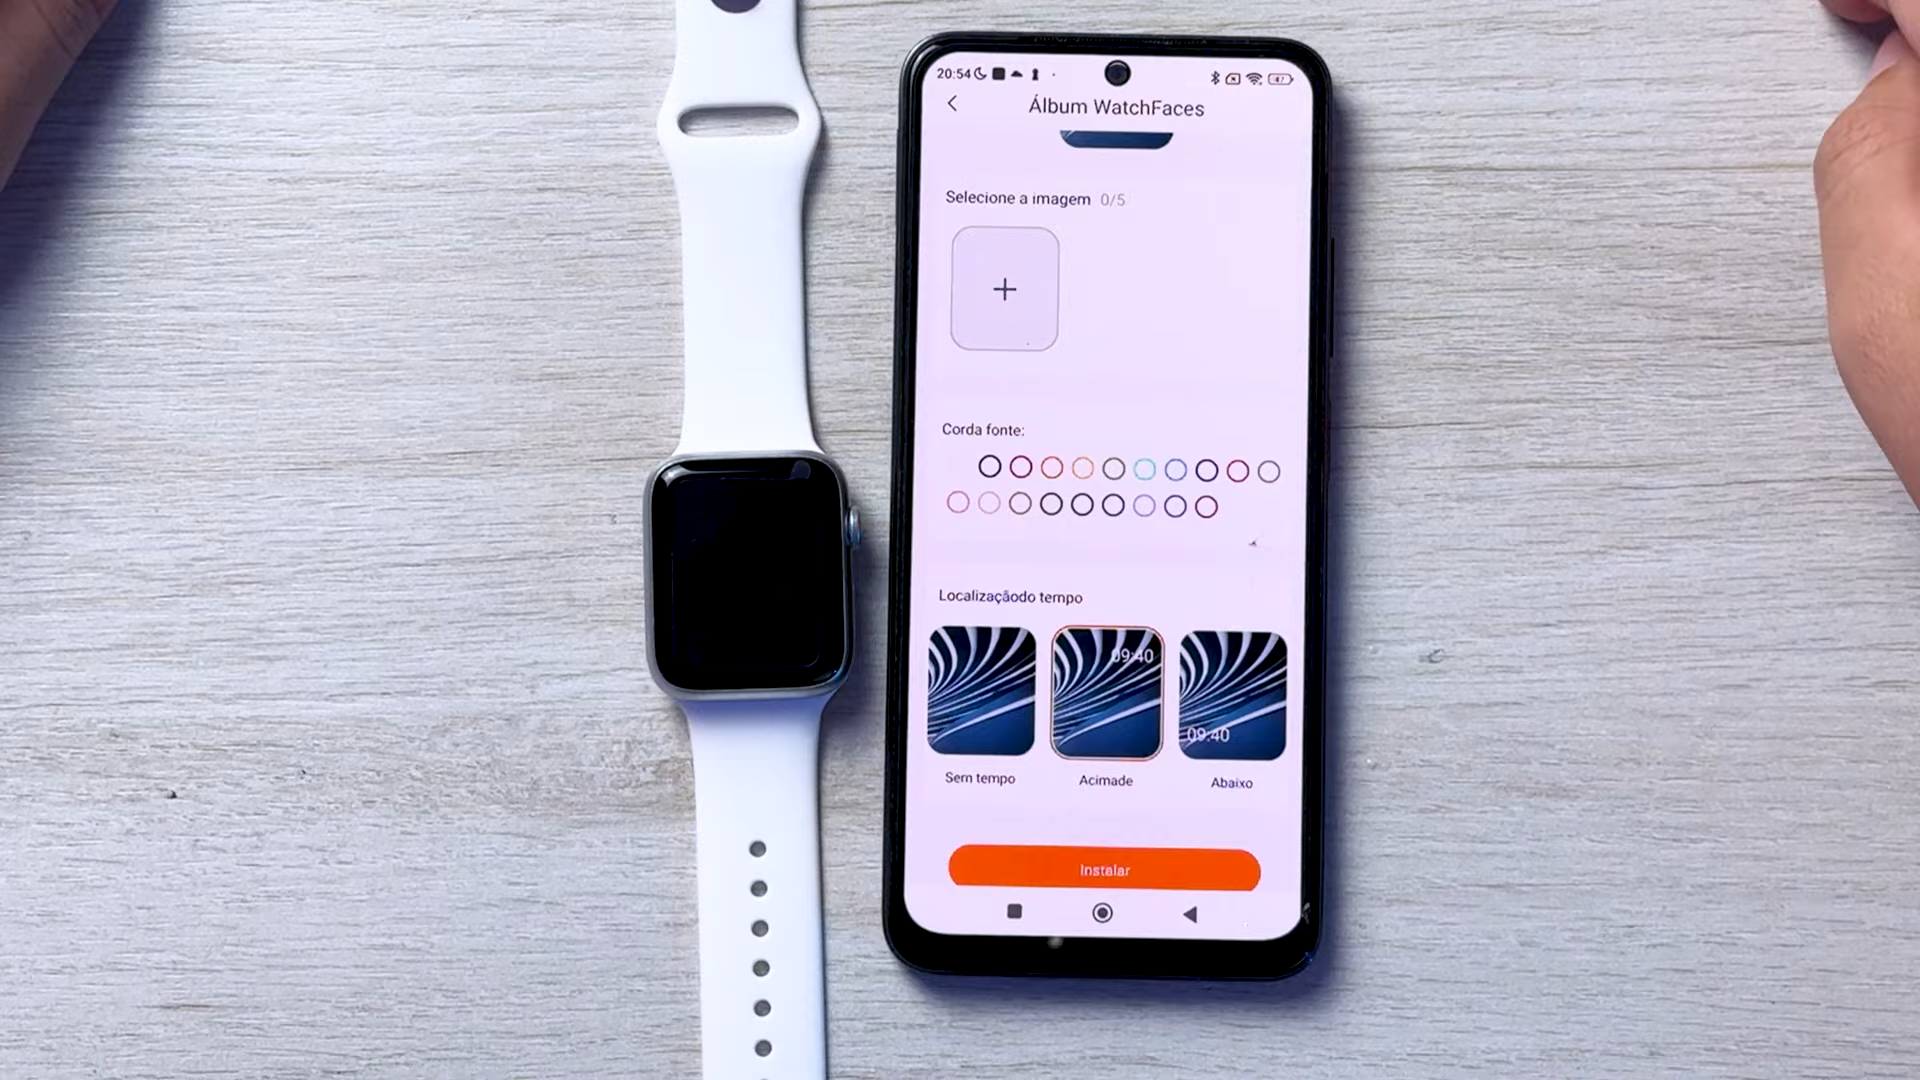 20:54
Álbum WatchFaces
Selecione a imagem 0/5
Corda fonte:
Localizaçãodo tempo
09:40
09:40
Sem tempo
Acimade
Abaixo
Instalar